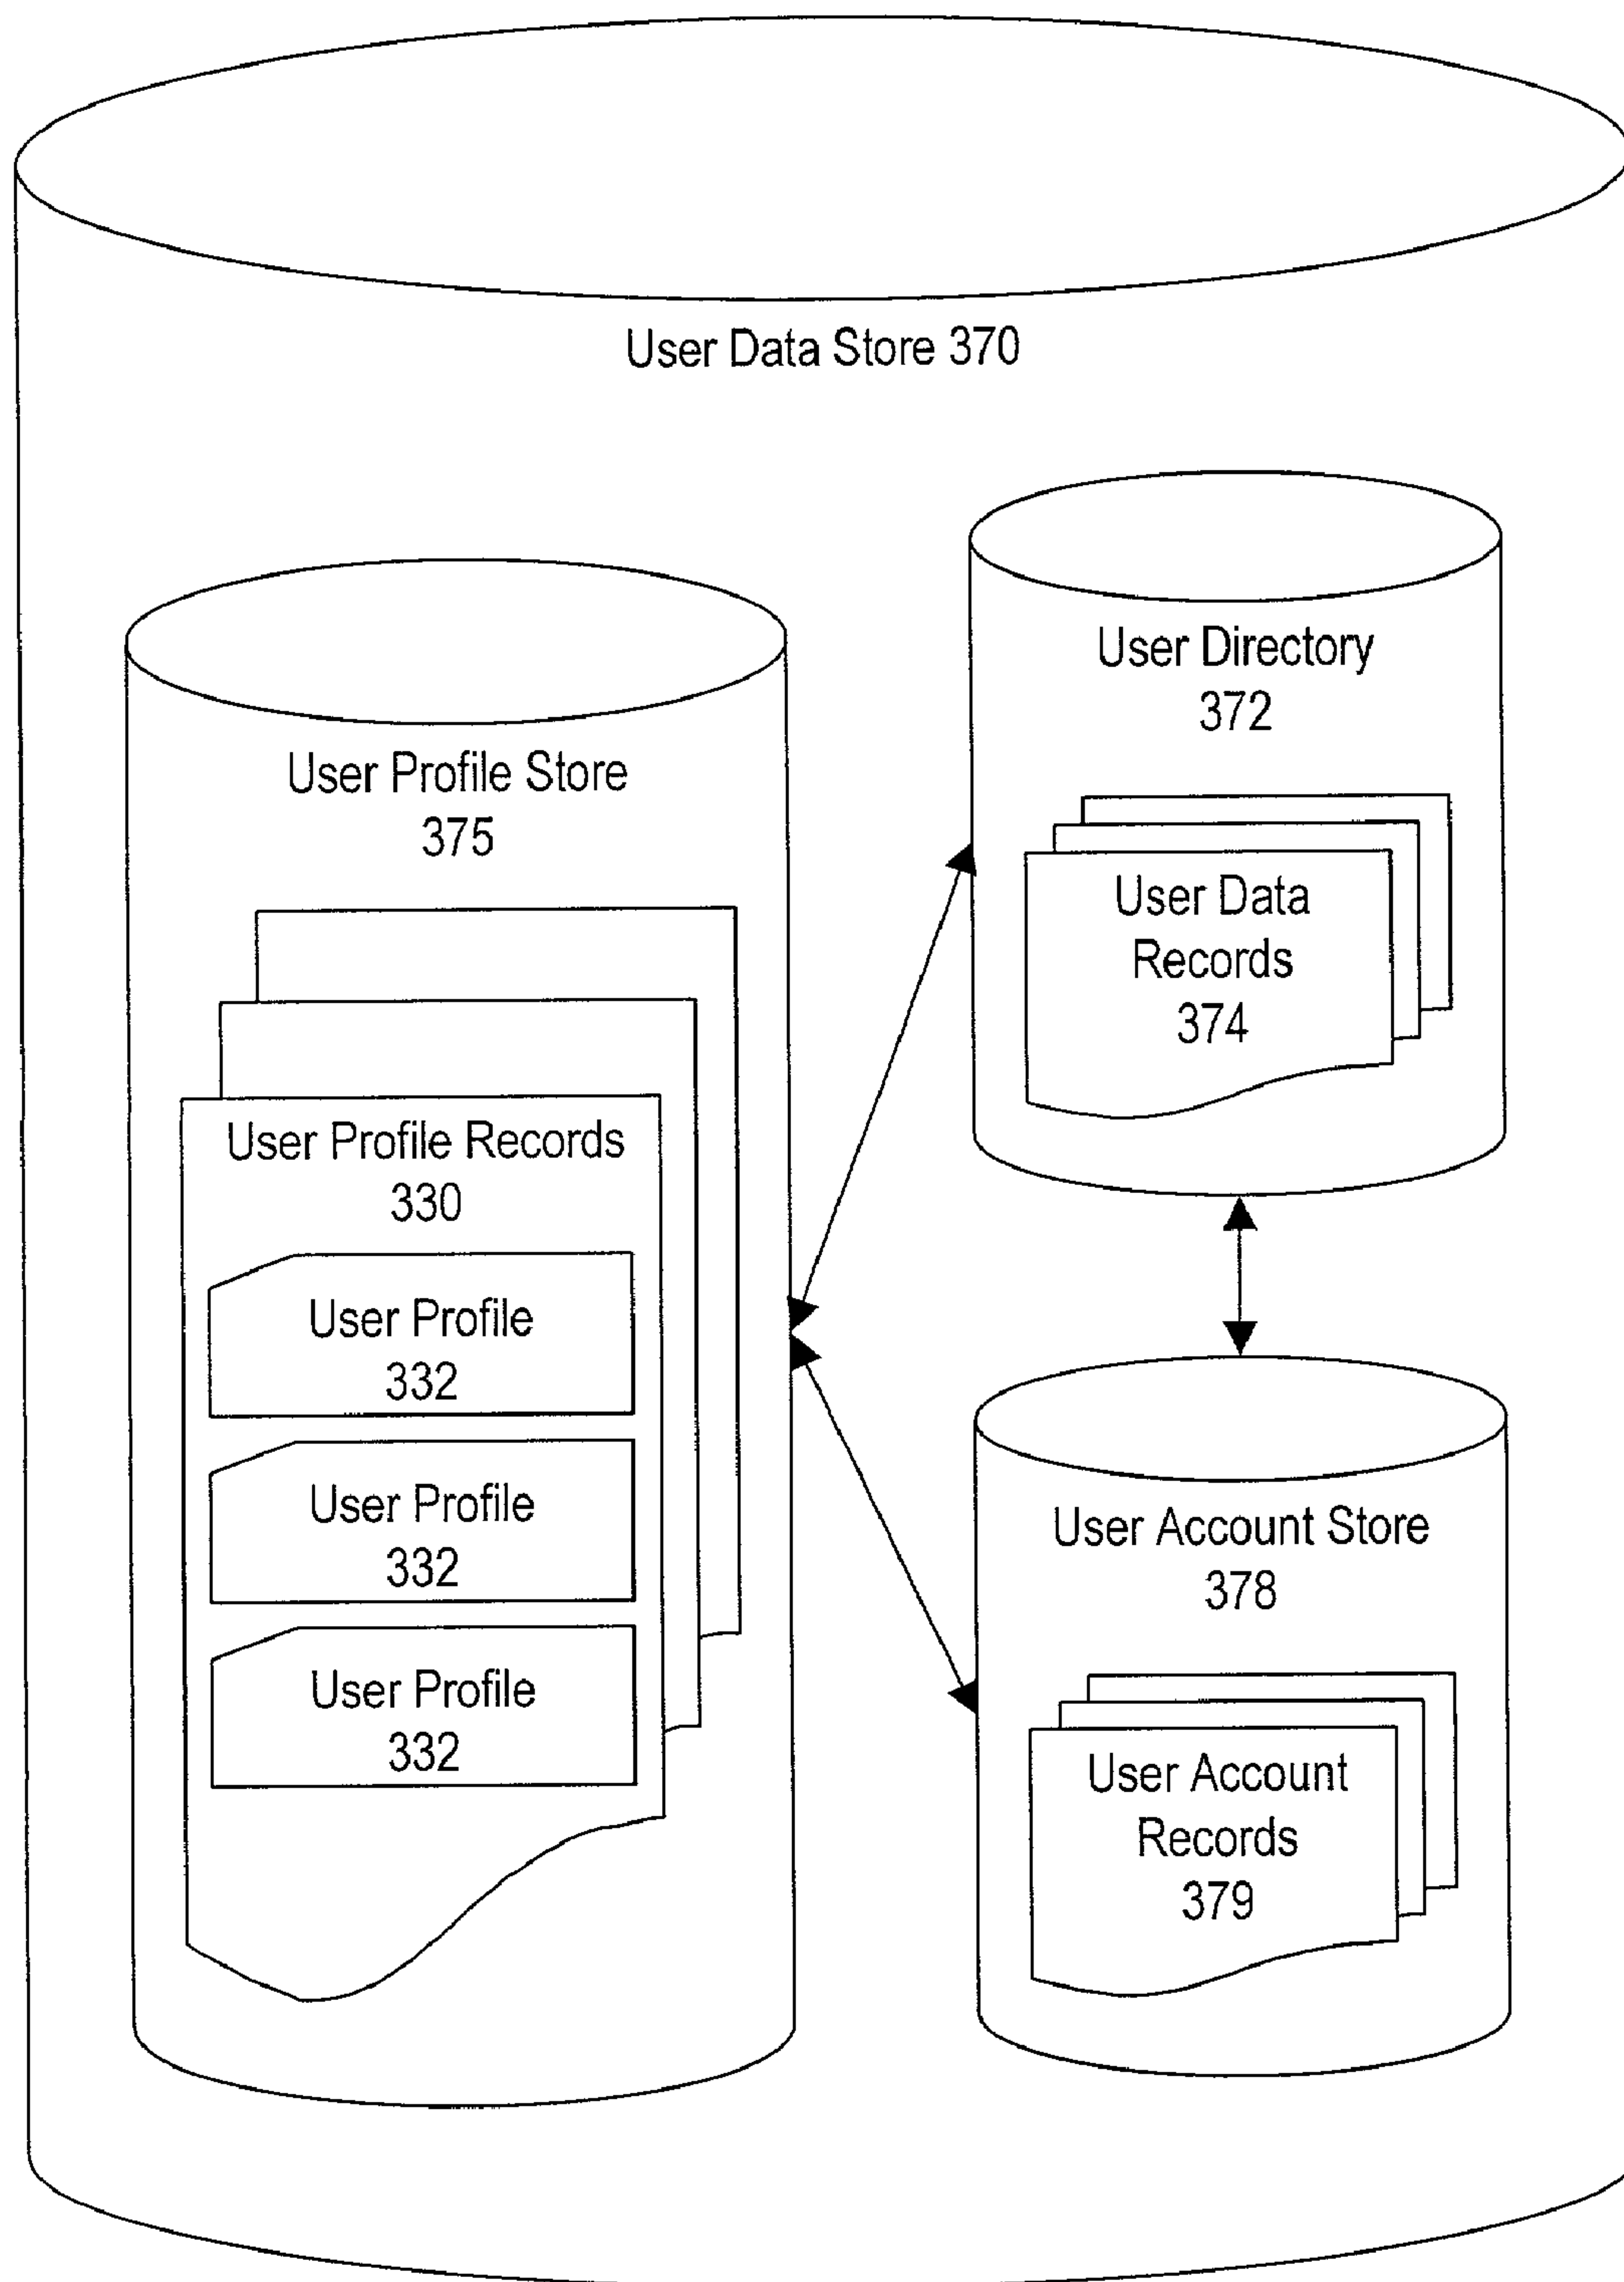 User Data Store 370
User Profile Store
375
User Profile Records
330
User Profile
332
User Profile
332
User Profile
332
User Directory
372
User Data
Records
374
User Account Store
378
User Account
Records
379